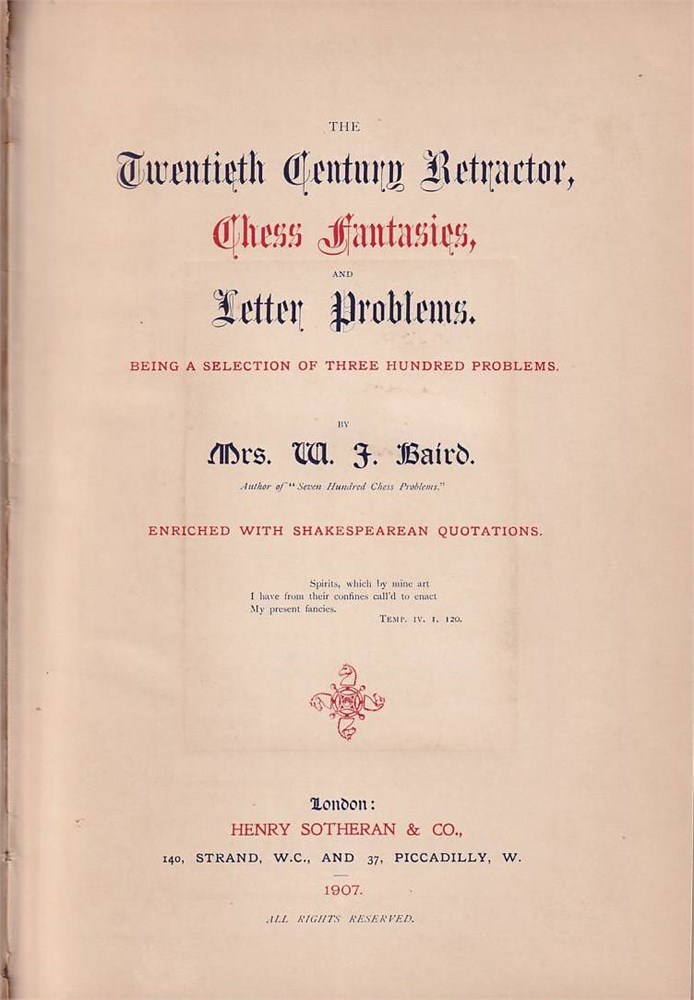 THE
Twentieth Century Retractor,
Chess Fantasies,
AND
Letter Problems.
BEING A SELECTION OF THREE HUNDRED PROBLEMS.
BY
Mrs. W. J. Baird.
Author of "Seven Hundred Chess Problems."
ENRICHED WITH SHAKESPEAREAN QUOTATIONS.
Spirits, which by mine art
I have from their confines call'd to enact
My present fancies.
TEMP. IV. I. 120.
London:
HENRY SOTHERAN & CO.,
140, STRAND, W.C., AND 37, PICCADILLY, W.
1907.
ALL RIGHTS RESERVED.